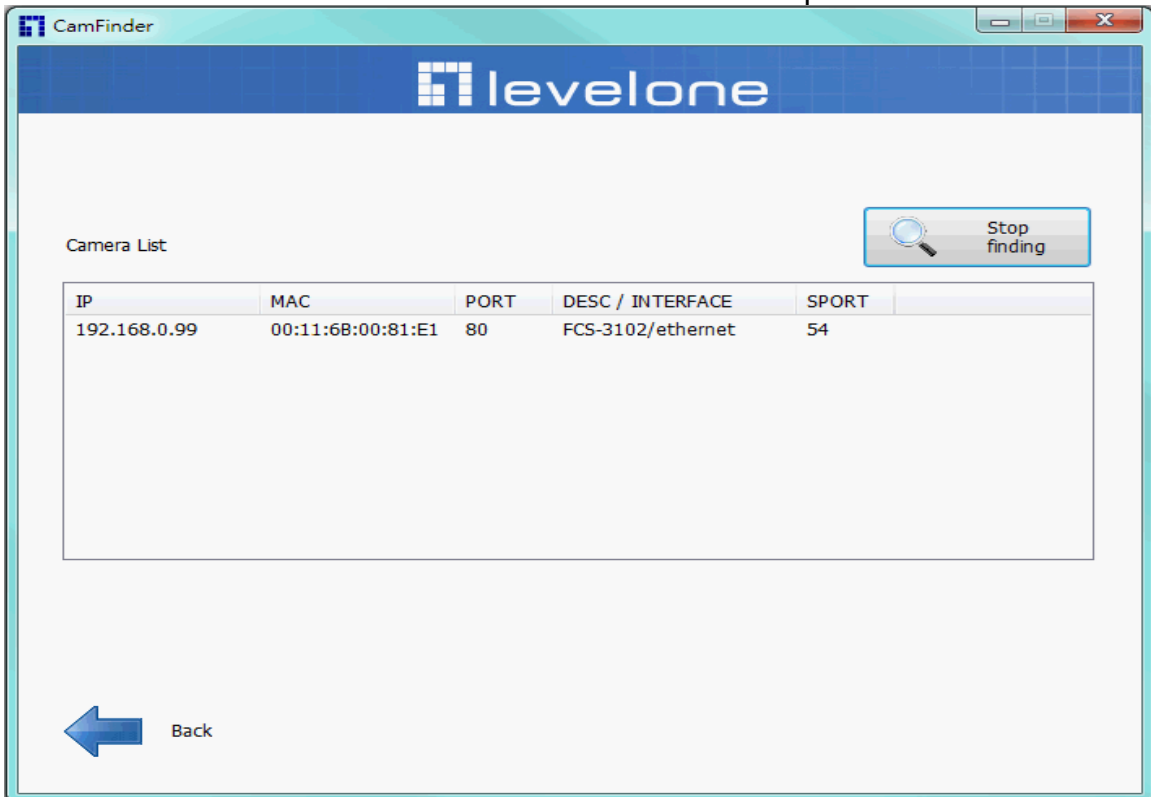 CamFinder
levelone
Stop
finding
Camera List
IP MAC PORT DESC / INTERFACE SPORT
192.168.0.99 00:11:6B:00:81:E1 80 FCS-3102/ethernet 54
Back